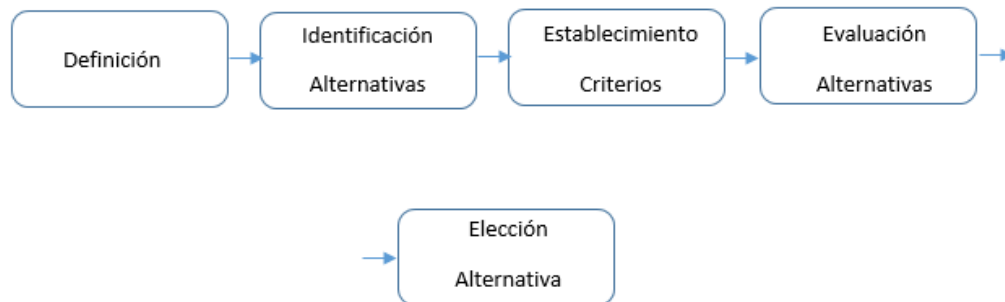 Definición
Identificación
Alternativas
Establecimiento
Criterios
Evaluación
Alternativas
Elección
Alternativa